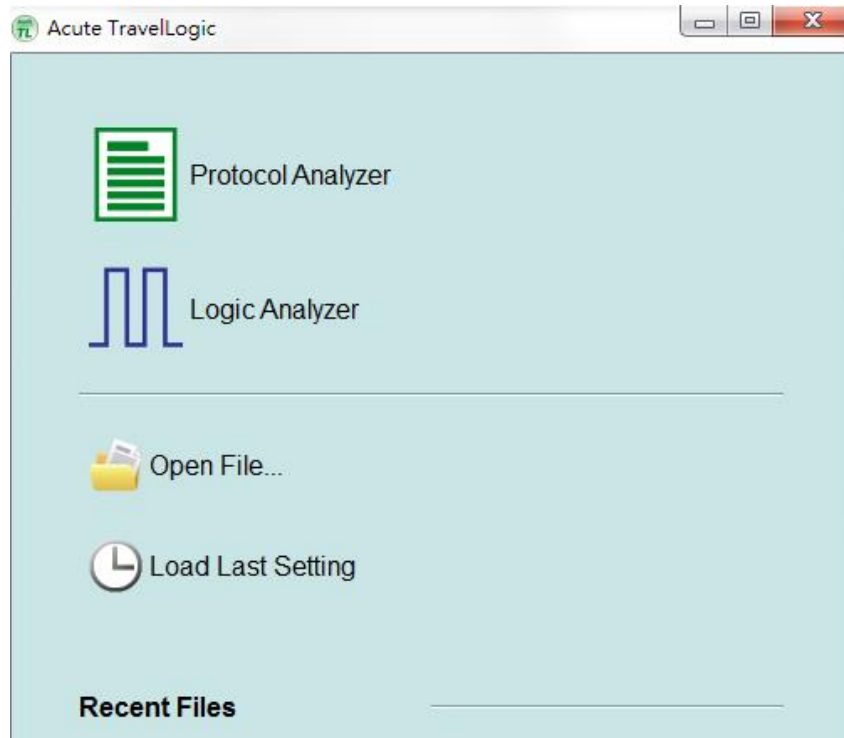 Acute TravelLogic
Protocol Analyzer
Logic Analyzer
Open File...
Load Last Setting
Recent Files